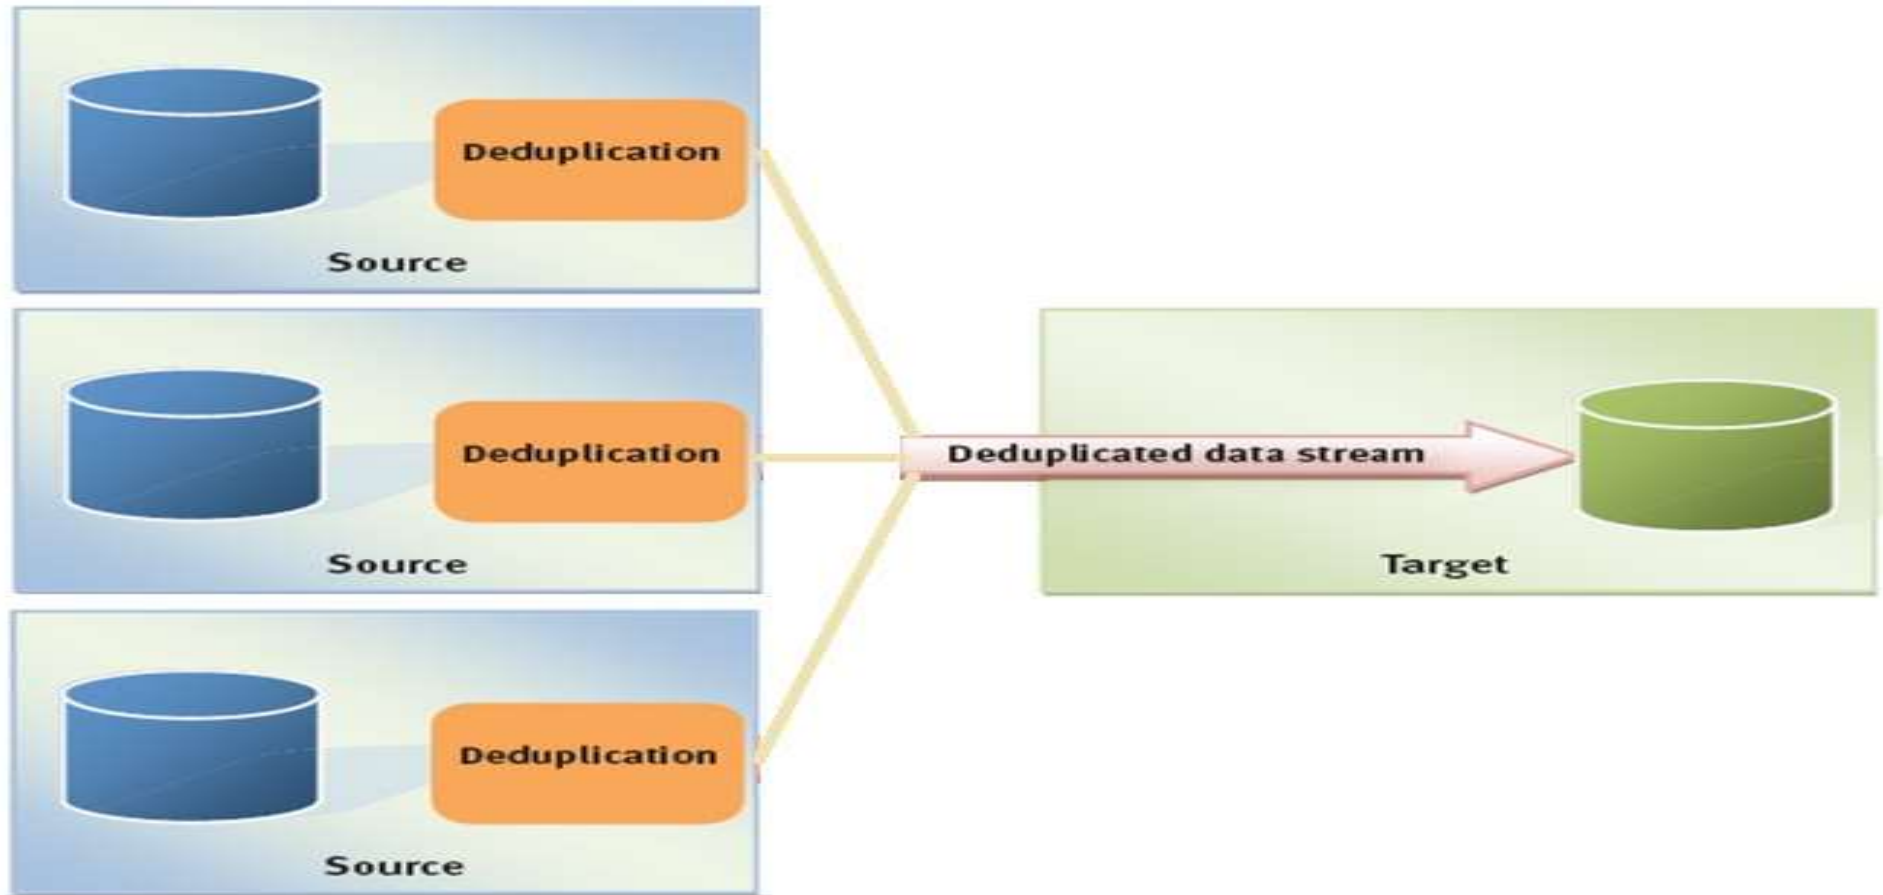 Deduplication
Source
Deduplication
Source
Deduplicated data stream
Target
Deduplication
Source